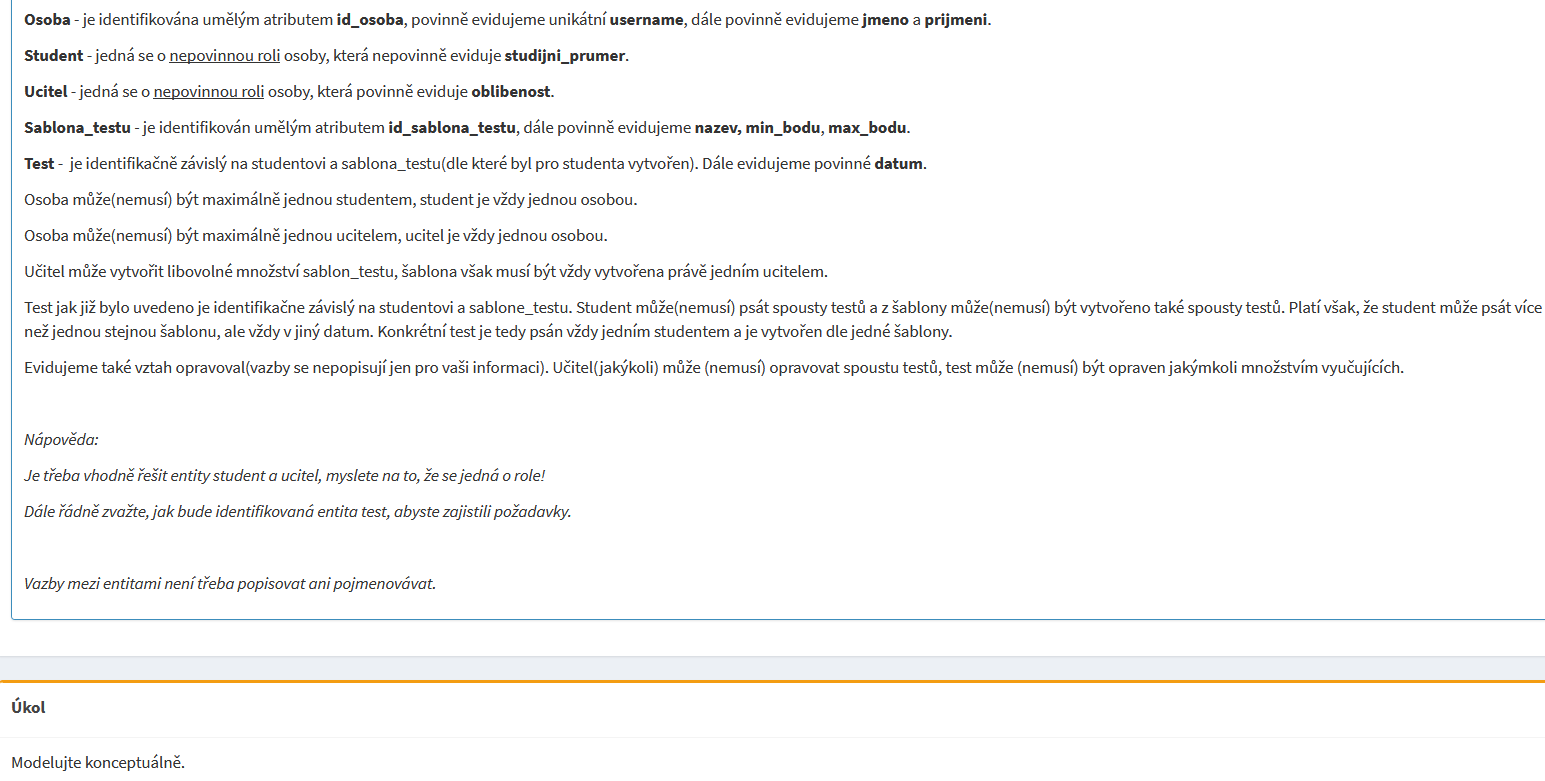 Osoba - je identifikována umělým atributem id_osoba, povinně evidujeme unikátní username, dále povinně evidujeme jmeno a prijmeni.
Student - jedná se o nepovinnou roli osoby, která nepovinně eviduje studijni_prumer.
Ucitel - jedná se o nepovinnou roli osoby, která povinně eviduje oblibenost.
Sablona_testu - je identifikován umělým atributem id_sablona_testu, dále povinně evidujeme nazev, min_bodu, max_bodu.
Test - je identifikačně závislý na studentovi a sablona_testu(dle které byl pro studenta vytvořen). Dále evidujeme povinné datum.
Osoba může(nemusí) být maximálně jednou studentem, student je vždy jednou osobou.
Osoba může(nemusí) být maximálně jednou ucitelem, ucitel je vždy jednou osobou.
Učitel může vytvořit libovolné množství sablon_testu, šablona však musí být vždy vytvořena právě jedním ucitelem.
Test jak již bylo uvedeno je identifikačne závislý na studentovi a sablone_testu. Student může(nemusí) psát spousty testů a z šablony může(nemusí) být vytvořeno také spousty testů. Platí však, že student může psát více
než jednou stejnou šablonu, ale vždy v jiný datum. Konkrétní test je tedy psán vždy jedním studentem a je vytvořen dle jedné šablony.
Evidujeme také vztah opravoval(vazby se nepopisují jen pro vaši informaci). Učitel(jakýkoli) může (nemusí) opravovat spoustu testů, test může (nemusí) být opraven jakýmkoli množstvím vyučujících.
Nápověda:
Je třeba vhodně řešit entity student a ucitel, myslete na to, že se jedná o role!
Dále řádně zvažte, jak bude identifikovaná entita test, abyste zajistili požadavky.
Vazby mezi entitami není třeba popisovat ani pojmenovávat.
Úkol
Modelujte konceptuálně.